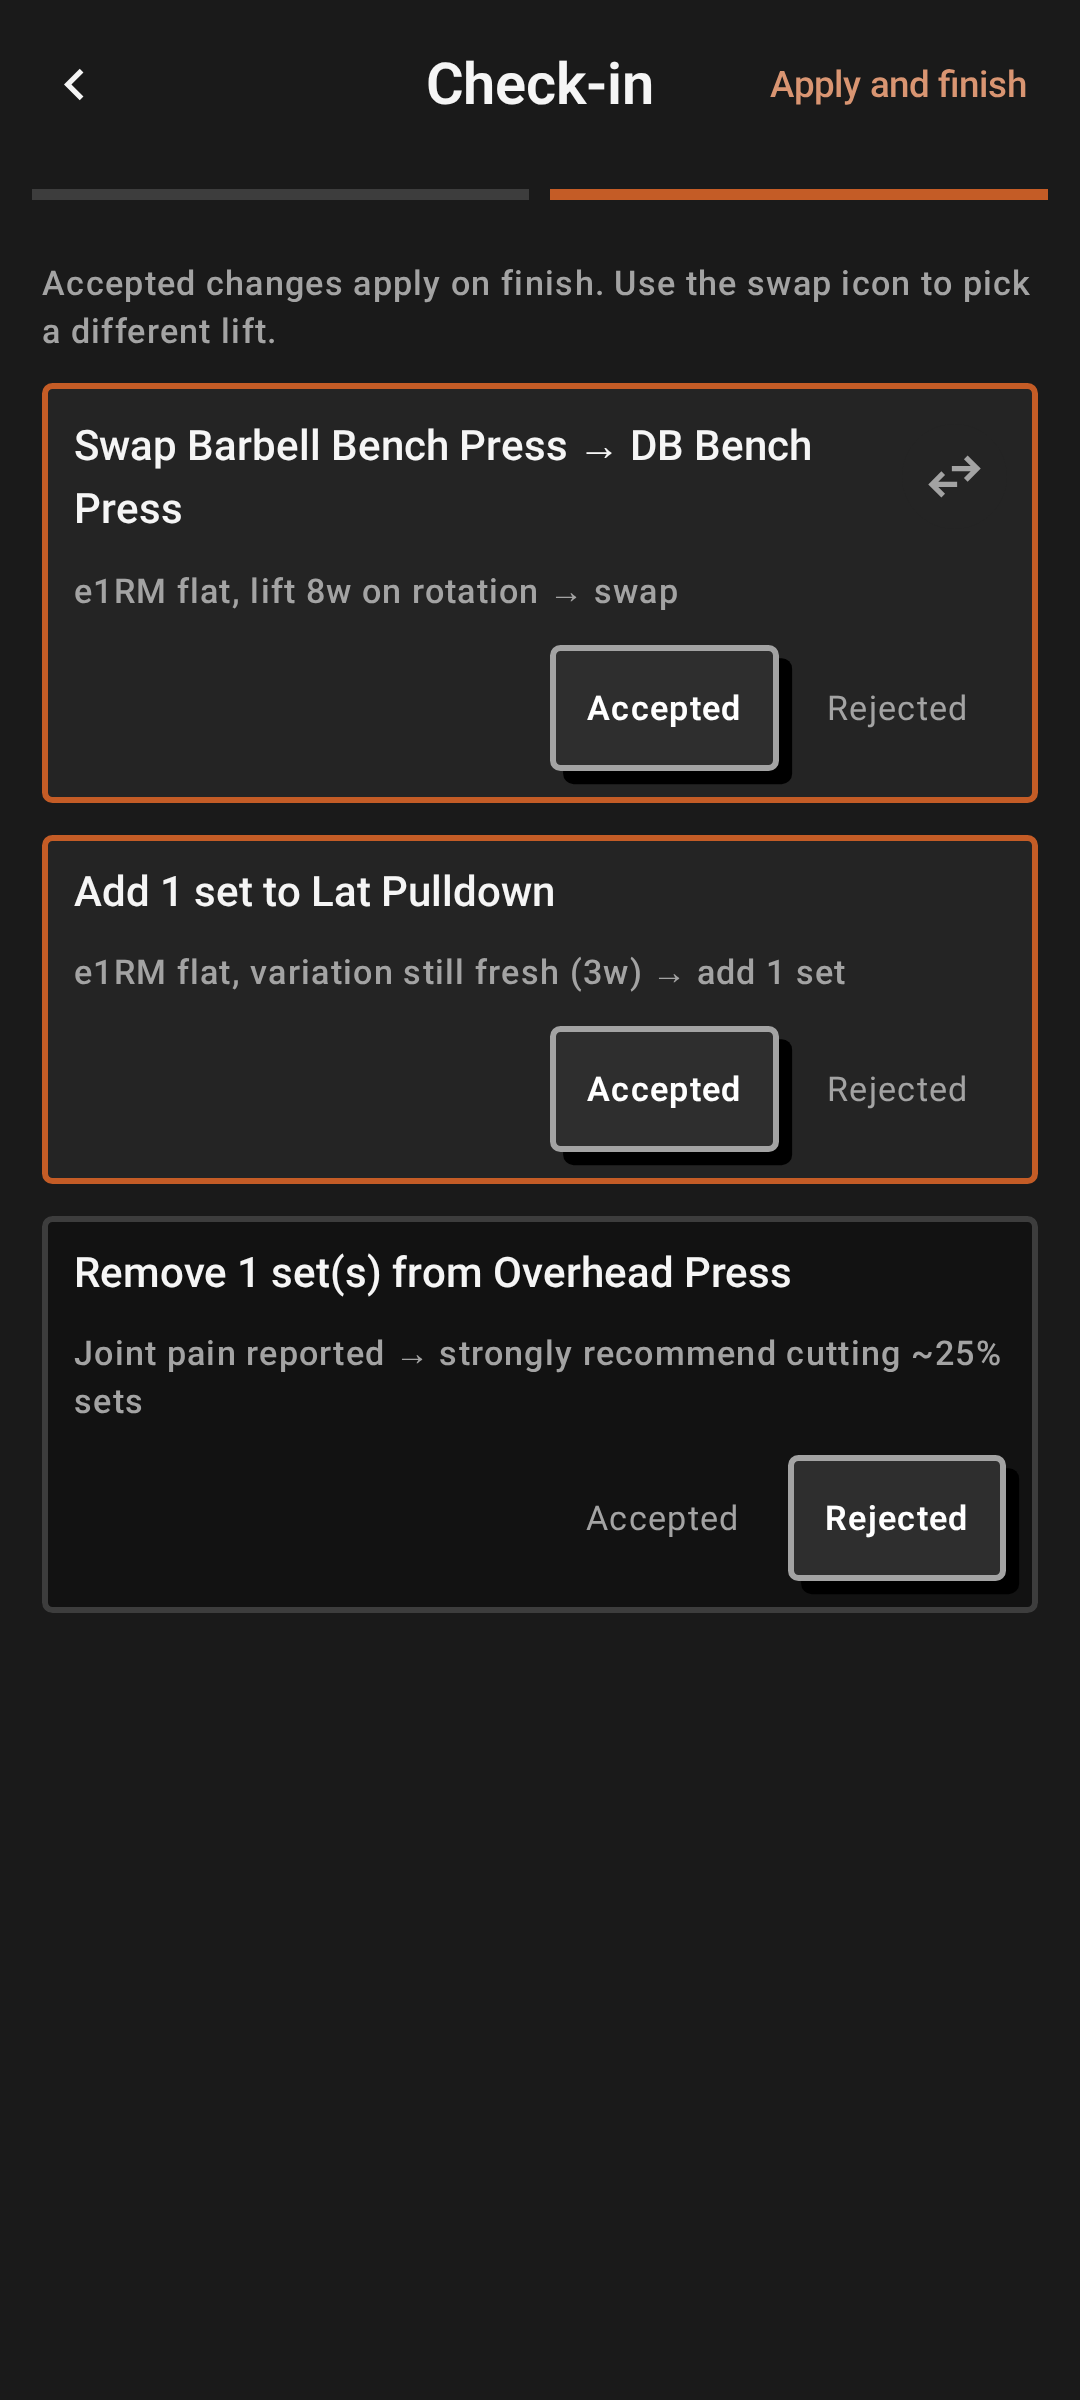 Check-in
Apply and finish
Accepted changes apply on finish. Use the swap icon to pick
a different lift.
Swap Barbell Bench Press → DB Bench
Press
e1RM flat, lift 8w on rotation → swap
Accepted
Rejected
Add 1 set to Lat Pulldown
e1RM flat, variation still fresh (3w) → add 1 set
Accepted
Rejected
Remove 1 set(s) from Overhead Press
Joint pain reported → strongly recommend cutting ~25%
sets
Accepted
Rejected